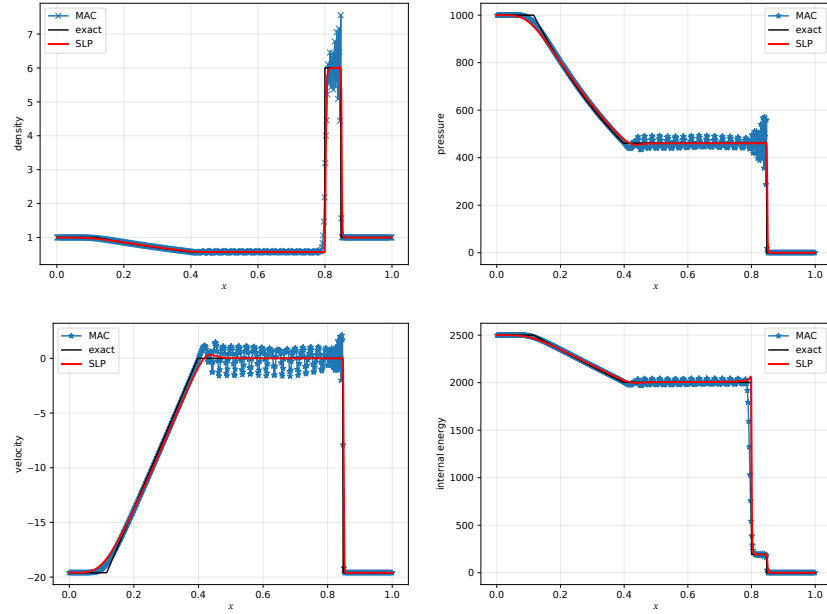 MAC
exact
SLP
density
7
6
5
4
3
2
1
0.0 0.2 0.4 0.6 0.8 1.0
x
MAC
exact
SLP
pressure
1000
800
600
400
200
0
0.0 0.2 0.4 0.6 0.8 1.0
x
MAC
exact
SLP
velocity
0
−5
−10
−15
−20
0.0 0.2 0.4 0.6 0.8 1.0
x
MAC
exact
SLP
internal energy
2500
2000
1500
1000
500
0
0.0 0.2 0.4 0.6 0.8 1.0
x